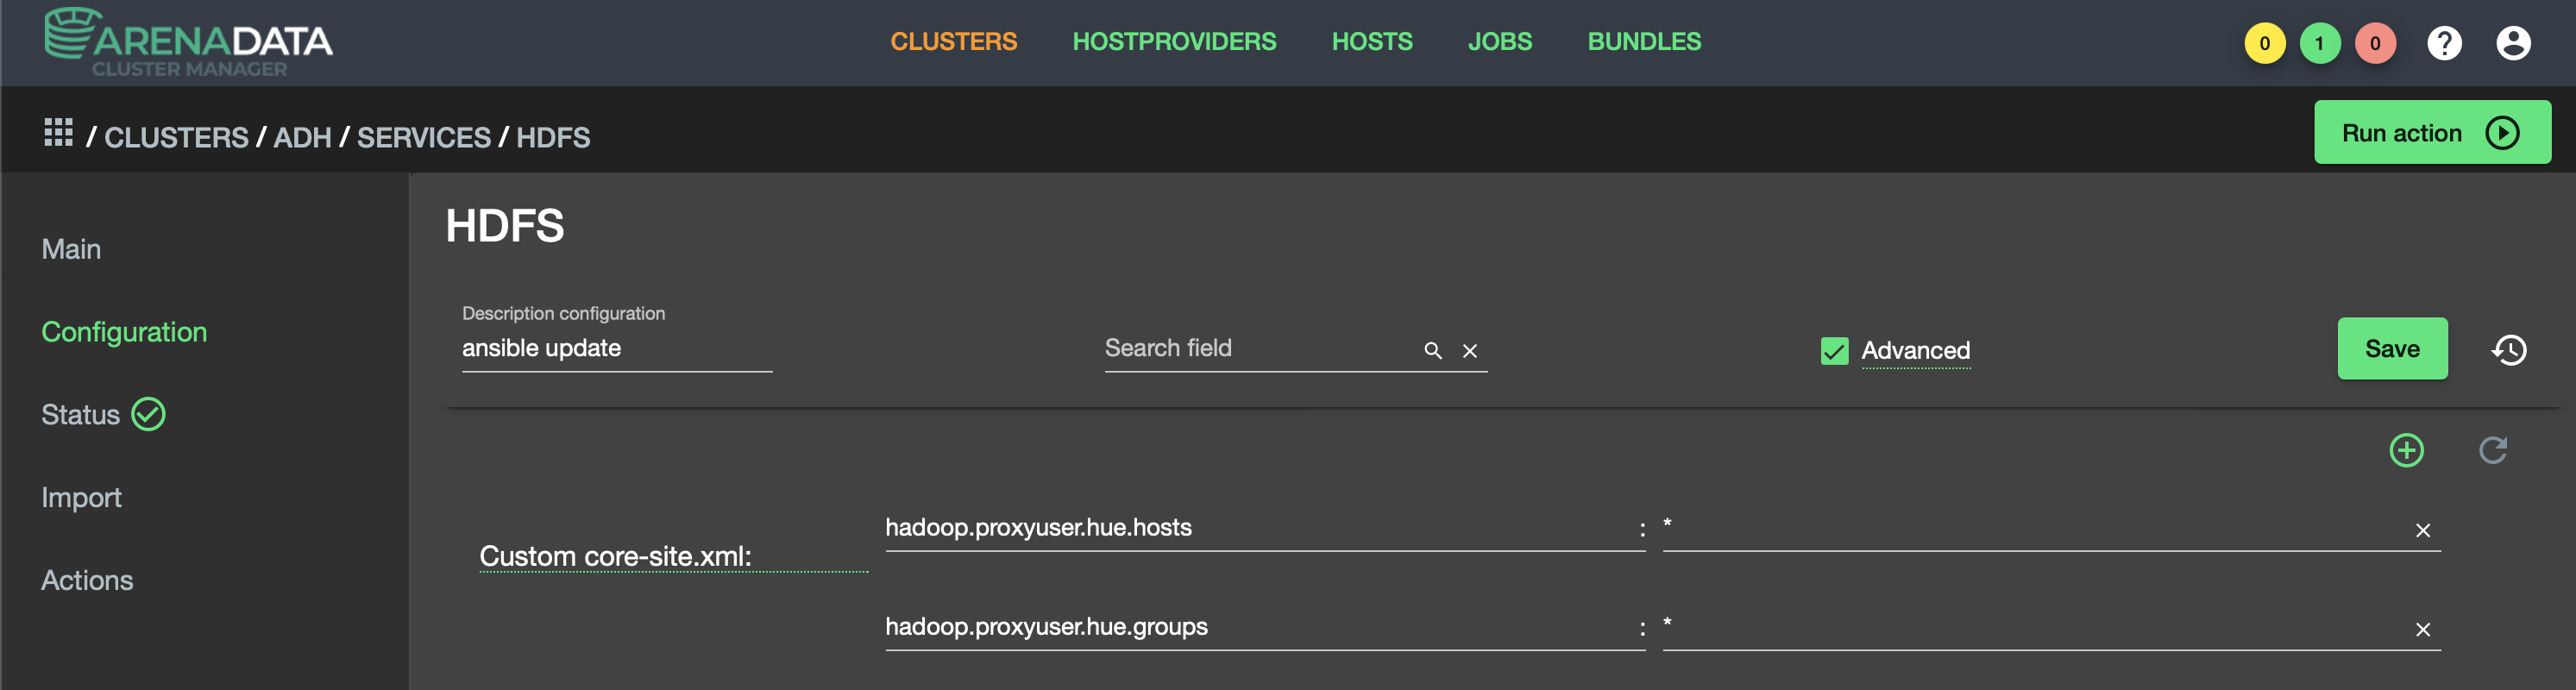 ARENADATA
CLUSTER MANAGER
CLUSTERS HOSTPROVIDERS HOSTS JOBS BUNDLES
0 1 0 ?
/ CLUSTERS / ADH / SERVICES / HDFS
Run action
Main
Configuration
Status
Import
Actions
HDFS
Description configuration
ansible update
Search field
Advanced
Save
Custom core-site.xml:
hadoop.proxyuser.hue.hosts : *
hadoop.proxyuser.hue.groups : *